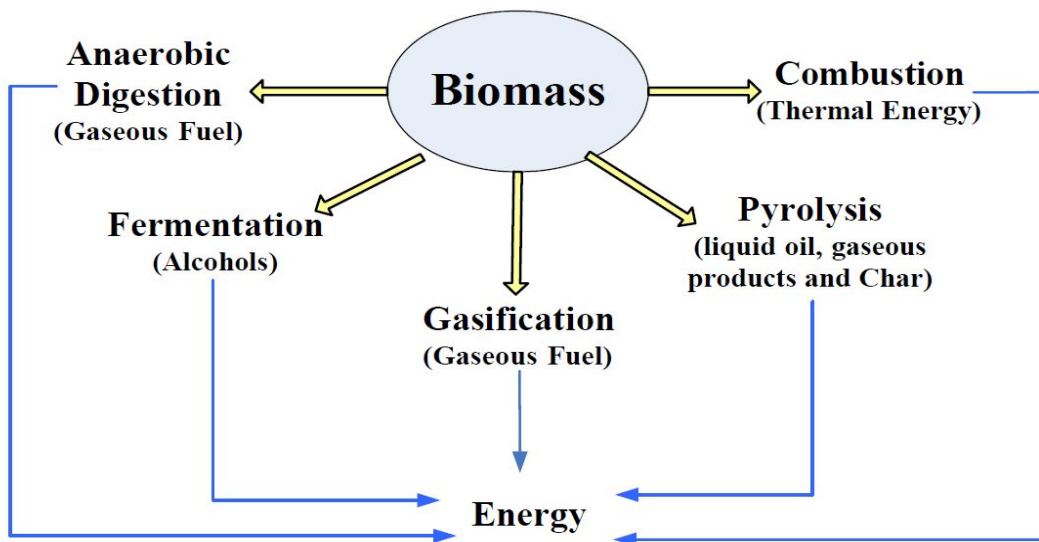 Biomass
Anaerobic
Digestion
(Gaseous Fuel)
Combustion
(Thermal Energy)
Fermentation
(Alcohols)
Pyrolysis
(liquid oil, gaseous
products and Char)
Gasification
(Gaseous Fuel)
Energy